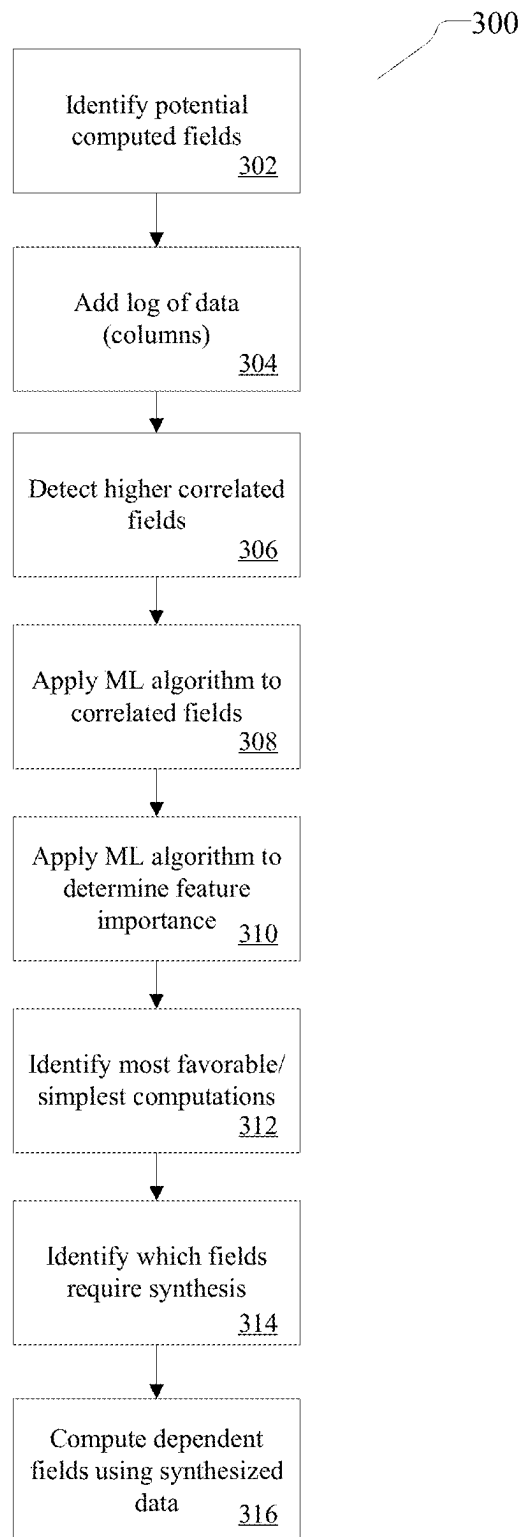 300
Identify potential
computed fields
302
Add log of data
(columns)
304
Detect higher correlated
fields
306
Apply ML algorithm to
correlated fields
308
Apply ML algorithm to
determine feature
importance
310
Identify most favorable/
simplest computations
312
Identify which fields
require synthesis
314
Compute dependent
fields using synthesized
data
316